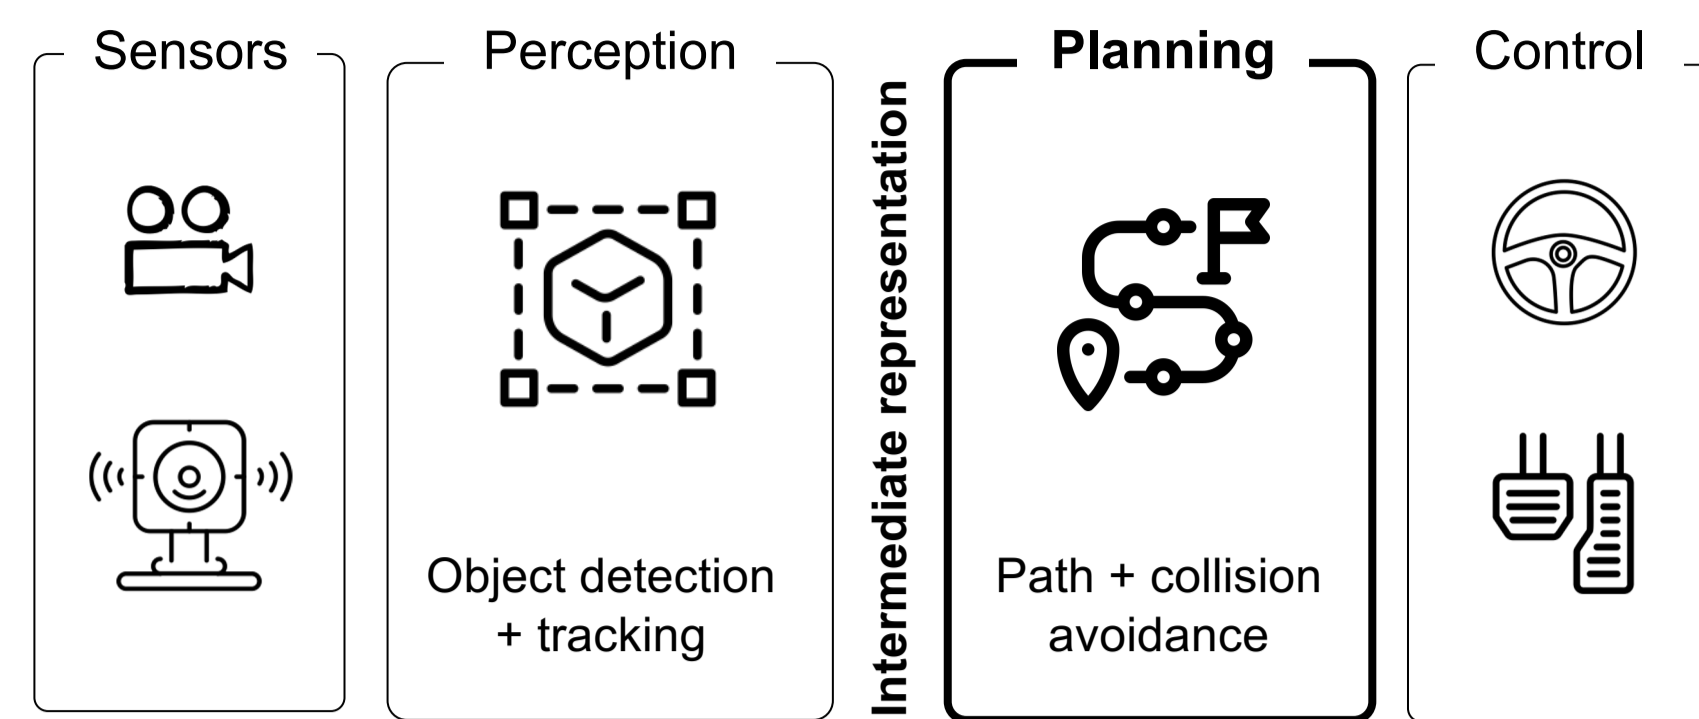 Sensors
Perception
Object detection
+ tracking
Intermediate representation
Planning
Path + collision
avoidance
Control